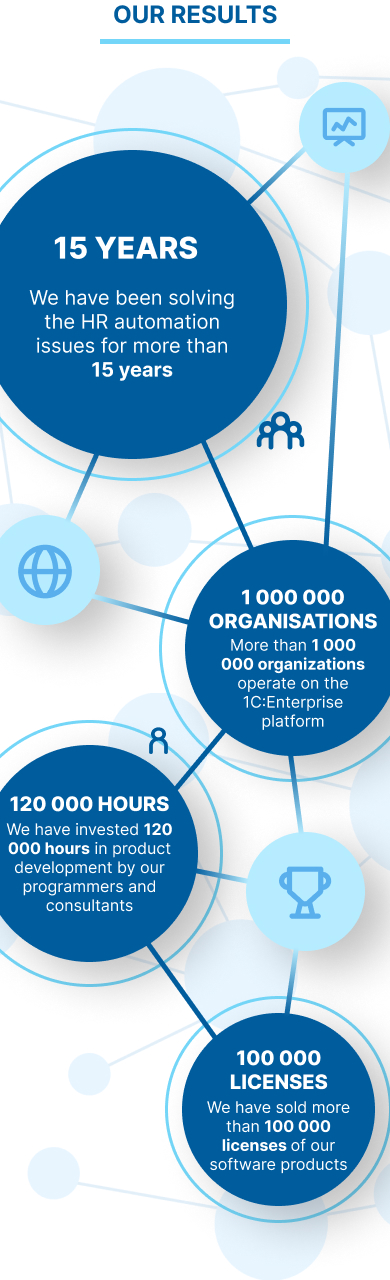 OUR RESULTS
15 YEARS
We have been solving
the HR automation
issues for more than
15 years
1 000 000
ORGANISATIONS
More than 1 000
000 organizations
operate on the
1C:Enterprise
platform
120 000 HOURS
We have invested 120
000 hours in product
development by our
programmers and
consultants
100 000
LICENSES
We have sold more
than 100 000
licenses of our
software products